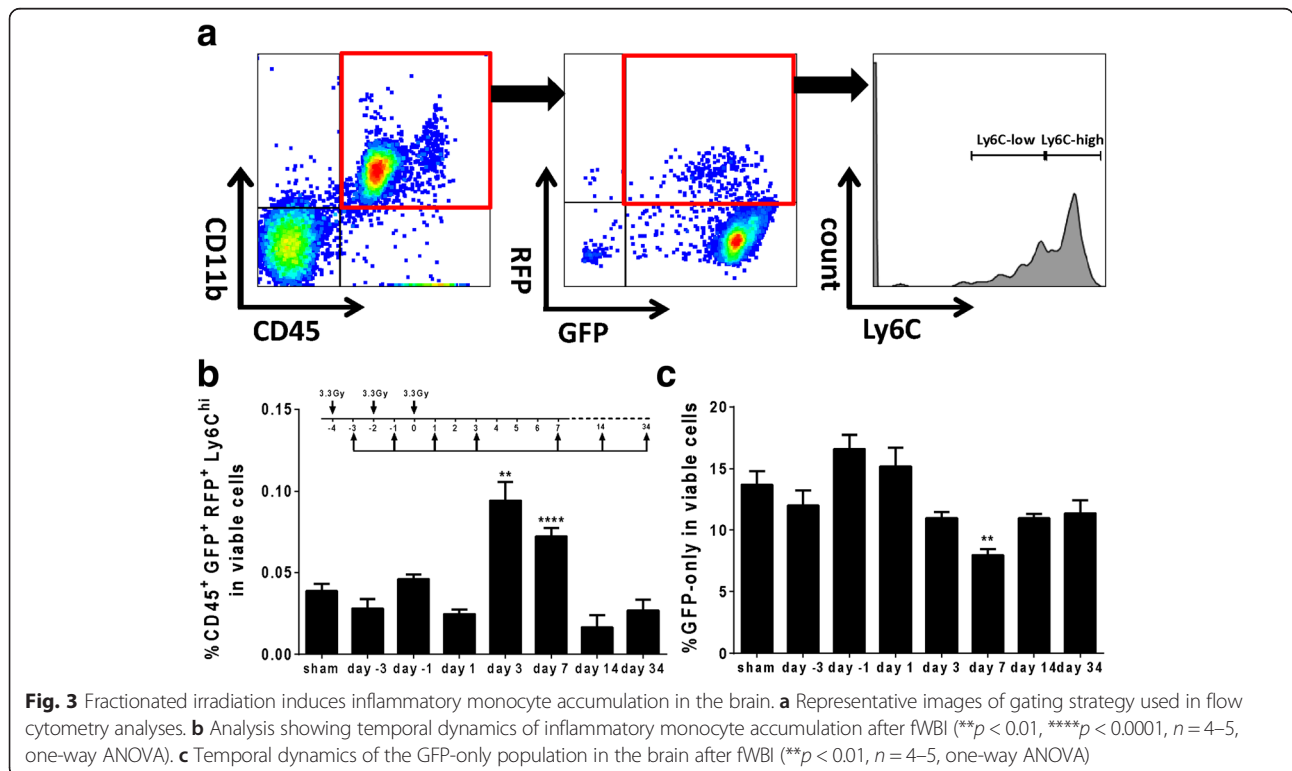 a
CD11b
CD45
RFP
GFP
count
Ly6C-low Ly6C-high
Ly6C
b
%CD45+ GFP+ RFP+ Ly6Chi
in viable cells
0.15
0.10
0.05
0.00
3.3Gy 3.3Gy 3.3Gy
-4 -3 -2 -1 0 1 2 3 4 5 6 7 14 34
**
****
sham day -3 day -1 day 1 day 3 day 7 day 14 day 34
c
%GFP-only in viable cells
20
15
10
5
0
**
sham day -3 day -1 day 1 day 3 day 7 day 14 day 34
Fig. 3 Fractionated irradiation induces inflammatory monocyte accumulation in the brain. a Representative images of gating strategy used in flow
cytometry analyses. b Analysis showing temporal dynamics of inflammatory monocyte accumulation after fWBI (**p < 0.01, ****p < 0.0001, n = 4–5,
one-way ANOVA). c Temporal dynamics of the GFP-only population in the brain after fWBI (**p < 0.01, n = 4–5, one-way ANOVA)